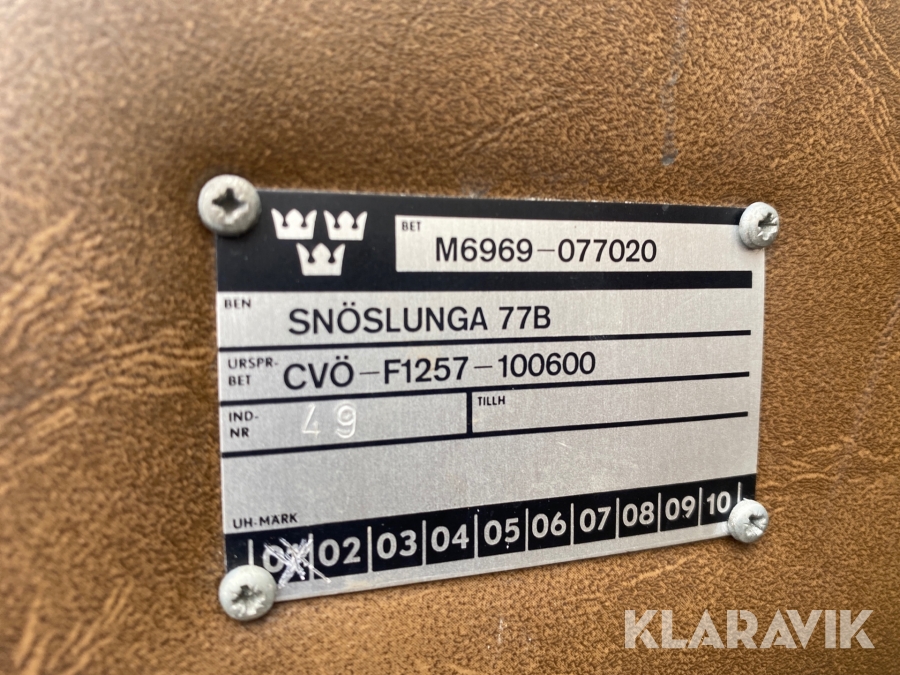 BET
M6969-077020
BEN
SNÖSLUNGA 77B
URSPR-
BET
CVÖ-F1257-100600
IND-
NR
49
TILLH
UH-MARK
01 02 03 04 05 06 07 08 09 10
KLARAVIK